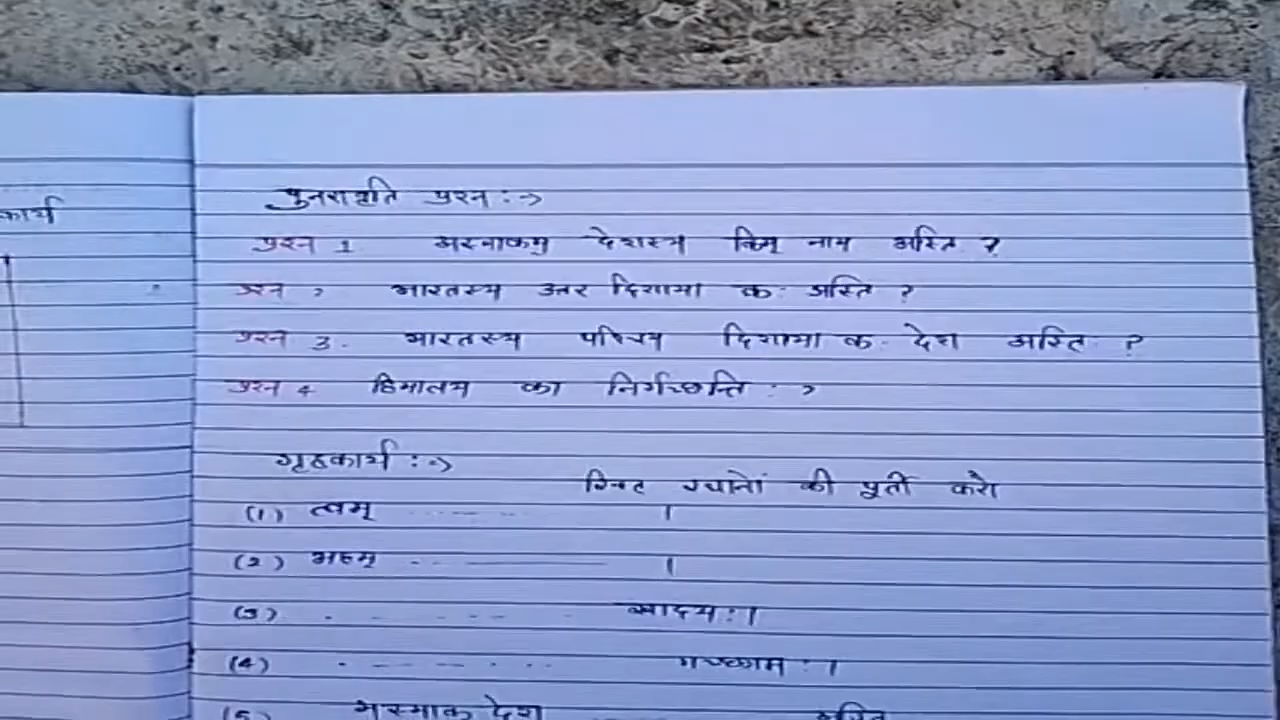 कार्य
पुनरावृति प्रश्न :->
प्रश्न 1 अस्माकम् देशस्य किम् नाम अस्ति ?
प्रश्न 2 भारतस्य उत्तर दिशाया क: अस्ति ?
प्रश्न 3. भारतस्य पश्चिम दिशाया क. देश अस्ति ?
प्रश्न 4 हिमालय का निर्गच्छन्ति : ?
गृहकार्य :->
रिक्त स्थानों की पूर्ती करो
(1) त्वम् ........ |
(2) अहम् ........ |
(3) ........ :|
(4) ........ गच्छाम : |
(5) अस्माक देश अस्ति